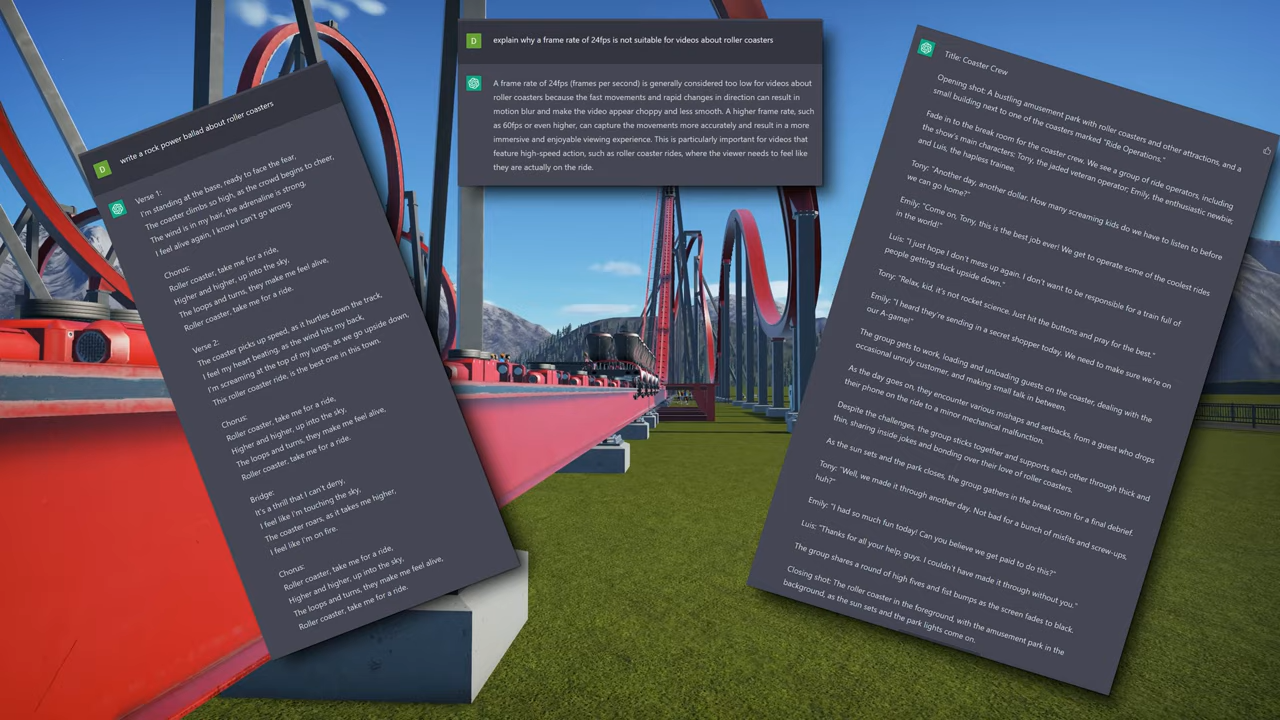 write a rock power ballad about roller coasters
Verse 1:
I'm standing at the base, ready to face the fear,
The coaster climbs so high, as the crowd begins to cheer,
The wind is in my hair, the adrenaline is strong.
I feel alive again, I know I can't go wrong.
Chorus:
Roller coaster, take me for a ride,
Higher and higher, up into the sky,
The loops and turns, they make me feel alive,
Roller coaster, take me for a ride.
Verse 2:
The coaster picks up speed, as it hurtles down the track,
I feel my heart beating, as the wind hits my back,
I'm screaming at the top of my lungs, as we go upside down,
This roller coaster ride, is the best one in this town.
Chorus:
Roller coaster, take me for a ride,
Higher and higher, up into the sky,
The loops and turns, they make me feel alive,
Roller coaster, take me for a ride.
Bridge:
It's a thrill that I can't deny,
I feel like I'm touching the sky,
The coaster roars, as it takes me higher,
I feel like I'm on fire.
Chorus:
Roller coaster, take me for a ride,
Higher and higher, up into the sky,
The loops and turns, they make me feel alive,
Roller coaster, take me for a ride.
D
D
explain why a frame rate of 24fps is not suitable for videos about roller coasters
A frame rate of 24fps (frames per second) is generally considered too low for videos about
roller coasters because the fast movements and rapid changes in direction can result in
motion blur and make the video appear choppy and less smooth. A higher frame rate, such
as 60fps or even higher, can capture the movements more accurately and result in a more
immersive and enjoyable viewing experience. This is particularly important for videos that
feature high-speed action, such as roller coaster rides, where the viewer needs to feel like
they are actually on the ride.
Title: Coaster Crew
Opening shot: A bustling amusement park with roller coasters and other attractions, and a
small building next to one of the coasters marked "Ride Operations."
Fade in to the break room for the coaster crew. We see a group of ride operators, including
the show's main characters: Tony, the jaded veteran operator; Emily, the enthusiastic newbie;
and Luis, the hapless trainee.
Tony: "Another day, another dollar. How many screaming kids do we have to listen to before
we can go home?"
Emily: "Come on, Tony, this is the best job ever! We get to operate some of the coolest rides
in the world!"
Luis: "I just hope I don't mess up again. I don't want to be responsible for a train full of
people getting stuck upside down."
Tony: "Relax, kid, it's not rocket science. Just hit the buttons and pray for the best."
Emily: "I heard they're sending in a secret shopper today. We need to make sure we're on
our A-game!"
The group gets to work, loading and unloading guests on the coaster, dealing with the
occasional unruly customer, and making small talk in between.
As the day goes on, they encounter various mishaps and setbacks, from a guest who drops
their phone on the ride to a minor mechanical malfunction.
Despite the challenges, the group sticks together and supports each other through thick and
thin, sharing inside jokes and bonding over their love of roller coasters.
As the sun sets and the park closes, the group gathers in the break room for a final debrief.
Tony: "Well, we made it through another day. Not bad for a bunch of misfits and screw-ups,
huh?"
Emily: "I had so much fun today! Can you believe we get paid to do this?"
Luis: "Thanks for all your help, guys. I couldn't have made it through without you."
The group shares a round of high fives and fist bumps as the screen fades to black.
Closing shot: The roller coaster in the foreground, with the amusement park in the
background, as the sun sets and the park lights come on.